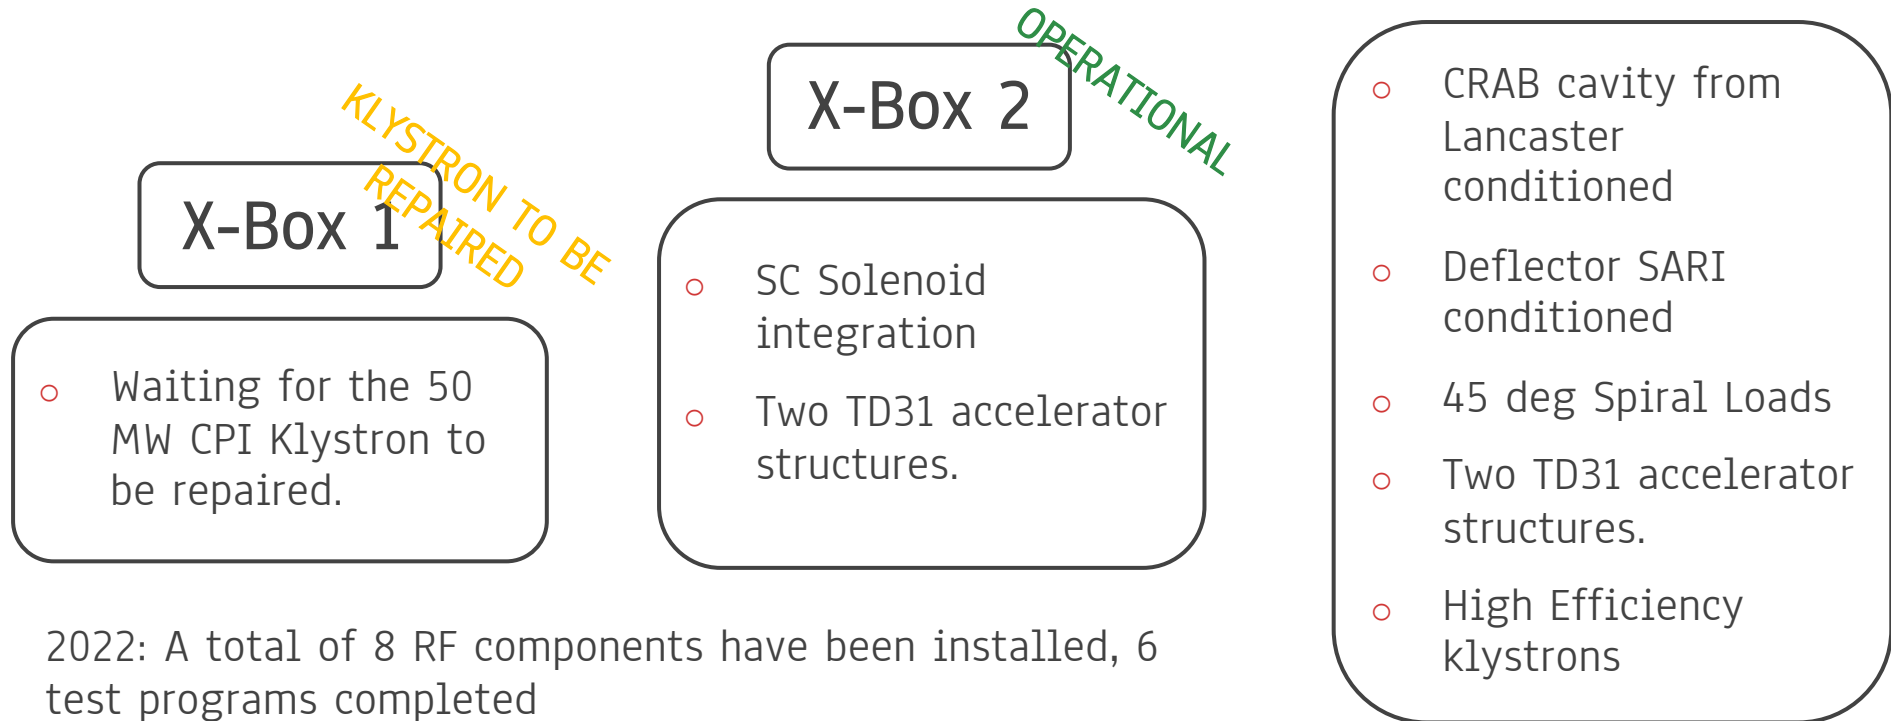 X-Box 1
KLYSTRON TO BE
REPAIRED
Waiting for the 50
MW CPI Klystron to
be repaired.
X-Box 2
OPERATIONAL
SC Solenoid
integration
Two TD31 accelerator
structures.
CRAB cavity from
Lancaster
conditioned
Deflector SARI
conditioned
45 deg Spiral Loads
Two TD31 accelerator
structures.
High Efficiency
klystrons
2022: A total of 8 RF components have been installed, 6
test programs completed